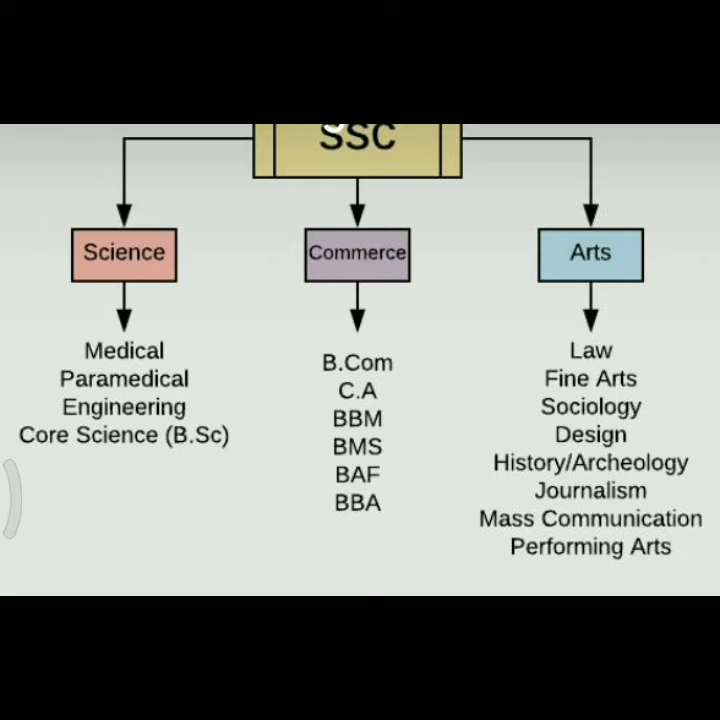 SSC
Science
Commerce
Arts
Medical
Paramedical
Engineering
Core Science (B.Sc)
B.Com
C.A
BBM
BMS
BAF
BBA
Law
Fine Arts
Sociology
Design
History/Archeology
Journalism
Mass Communication
Performing Arts